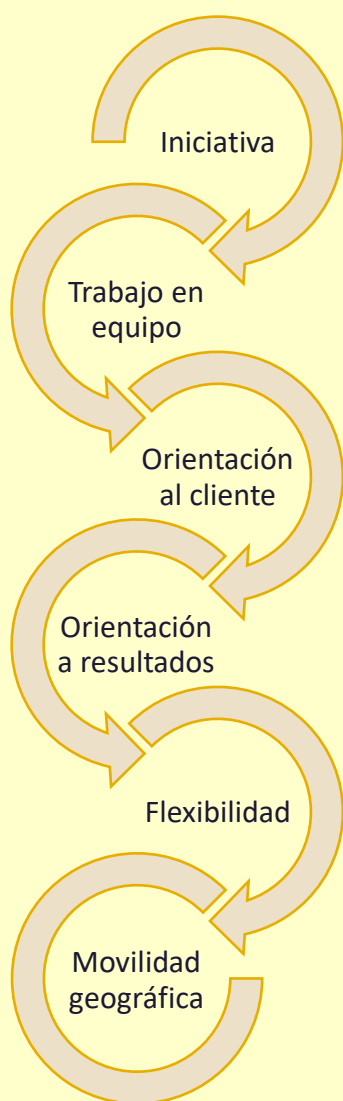 Iniciativa
Trabajo en
equipo
Orientación
al cliente
Orientación
a resultados
Flexibilidad
Movilidad
geográfica